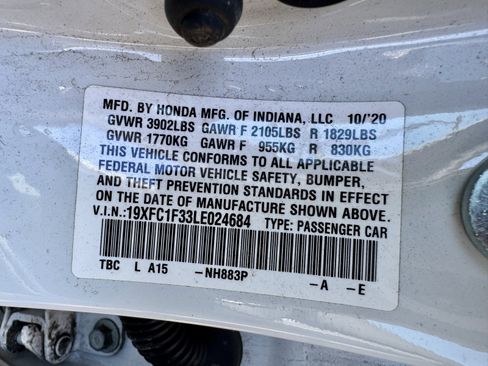 MFD. BY HONDA MFG. OF INDIANA, LLC 10/'20
GVWR 3902LBS GAWR F 2105LBS R 1829LBS
GVWR 1770KG GAWR F 955KG R 830KG
THIS VEHICLE CONFORMS TO ALL APPLICABLE
FEDERAL MOTOR VEHICLE SAFETY, BUMPER,
AND THEFT PREVENTION STANDARDS IN EFFECT
ON THE DATE OF MANUFACTURE SHOWN ABOVE.
V.I.N.:19XFC1F33LE024684 TYPE: PASSENGER CAR
TBC L A15 -NH883P -A -E